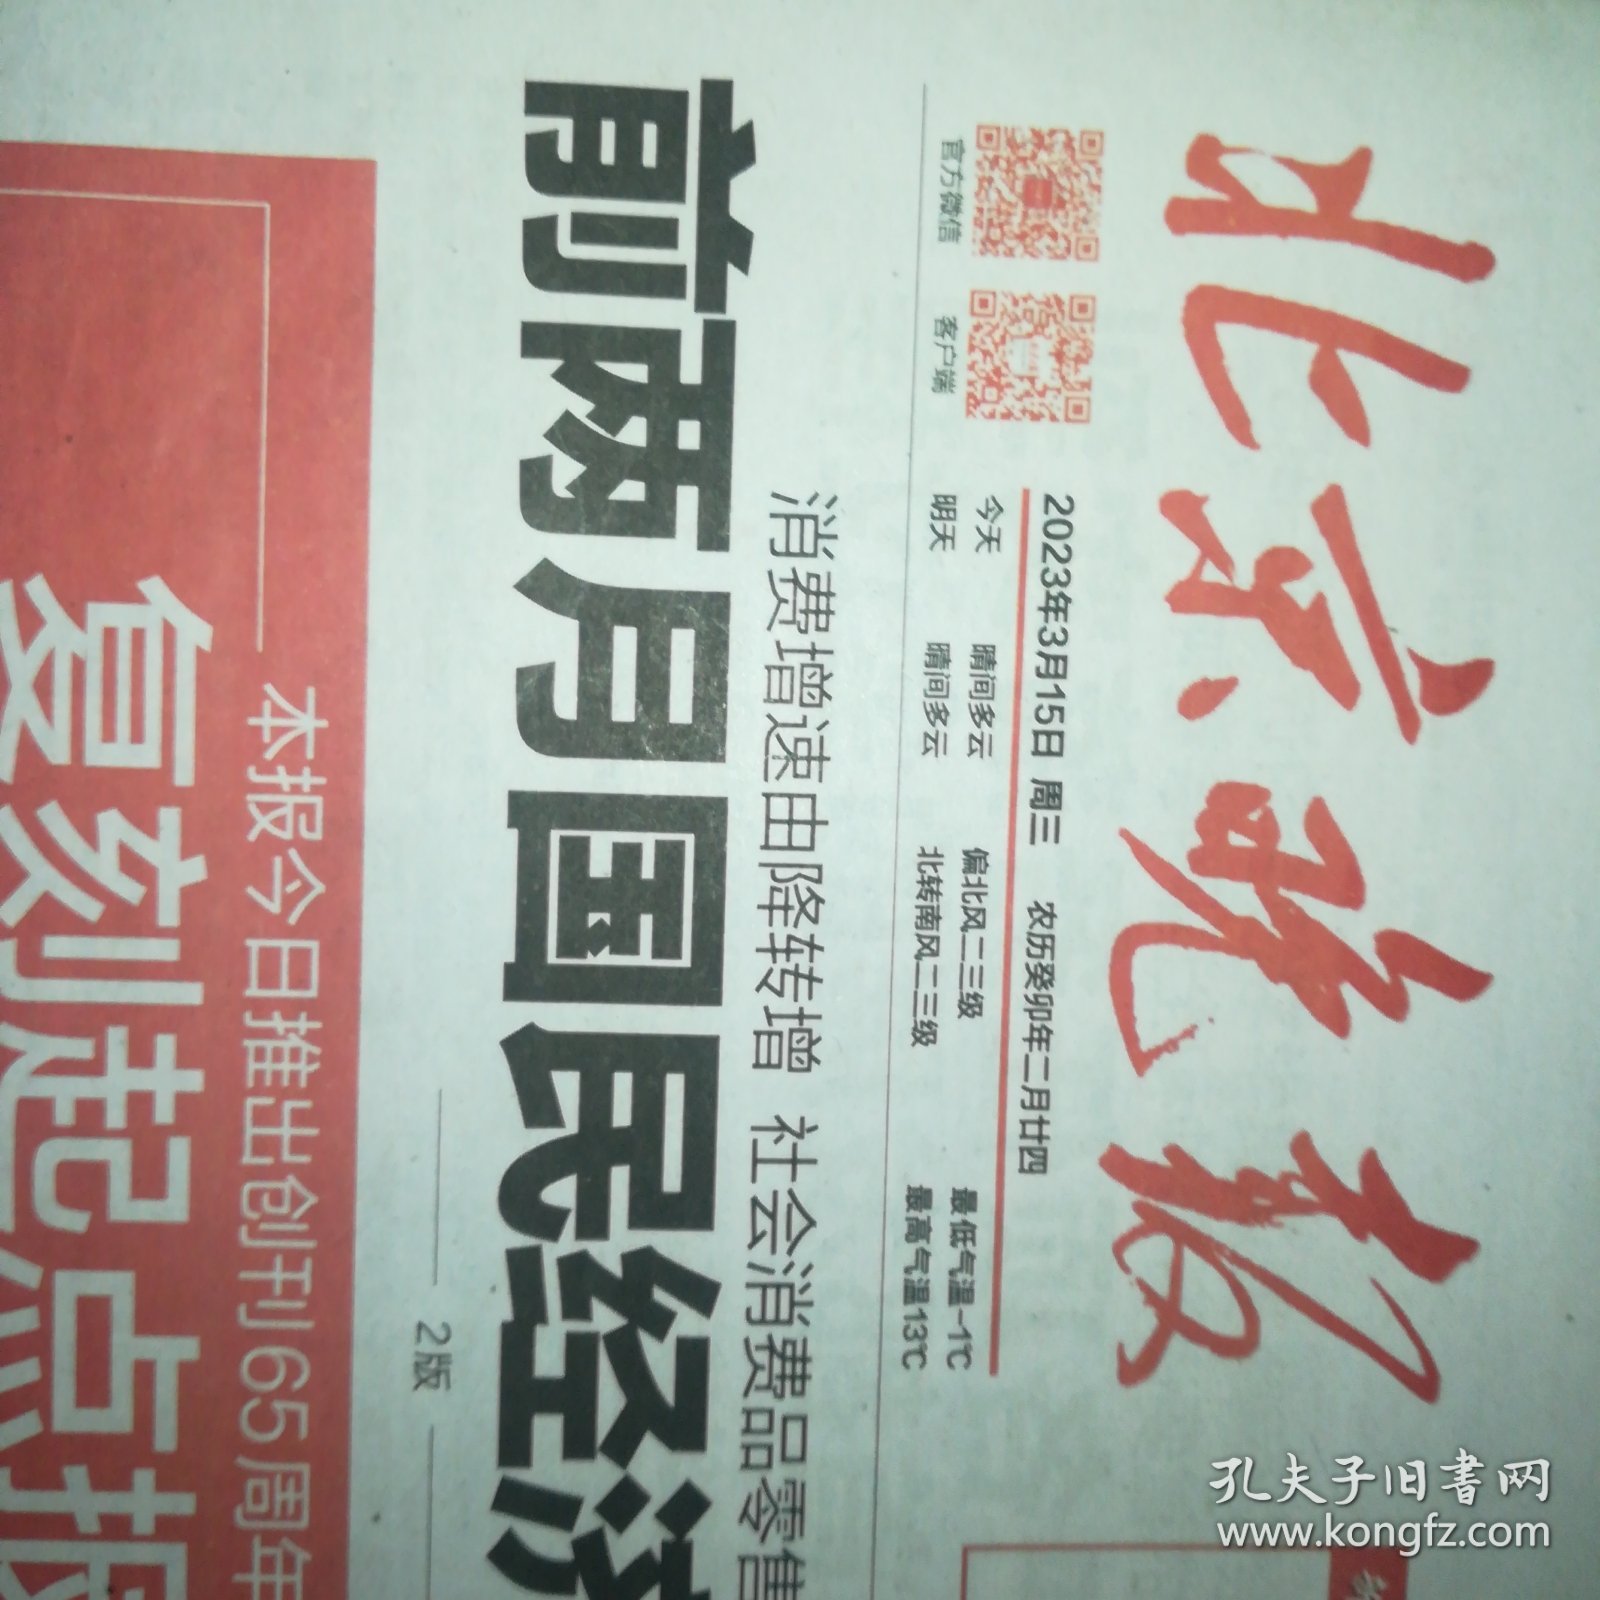 北京晚报
官方微信
客户端
2023年3月15日 周三 农历癸卯年二月廿四
今天 晴间多云 偏北风二三级 最低气温-1℃
明天 晴间多云 北转南风二三级 最高气温13℃
消费增速由降转增 社会消费品零售
前两月国民经济
2版
本报今日推出创刊65周年
复刻起点报
孔夫子旧书网
www.kongfz.com